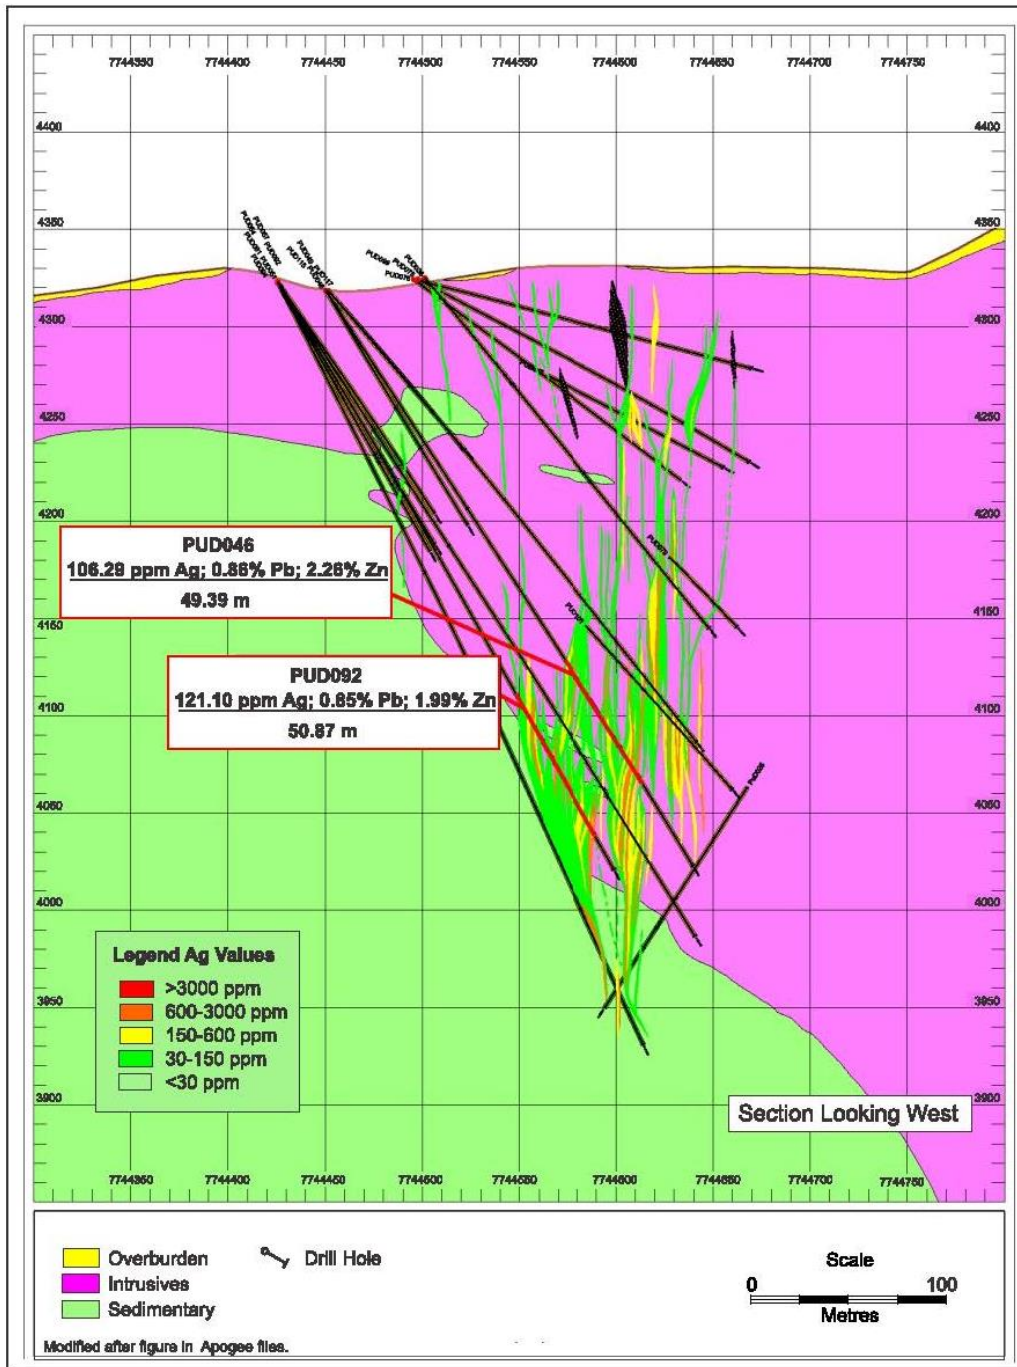 7744350 7744400 7744450 7744500 7744550 7744600 7744650 7744700 7744750
4400 4400
4350 4350
4300 4300
4250 4250
4200 4200
PUD046
106.29 ppm Ag; 0.86% Pb; 2.26% Zn
49.39 m
4150 4150
PUD092
121.10 ppm Ag; 0.85% Pb; 1.99% Zn
50.87 m
4100 4100
4050 4050
4000 4000
Legend Ag Values
>3000 ppm
600-3000 ppm
150-600 ppm
30-150 ppm
<30 ppm
3950 3950
3900 3900
Section Looking West
7744350 7744400 7744450 7744500 7744550 7744600 7744650 7744700 7744750
Overburden
Intrusives
Sedimentary
Drill Hole
Scale
0 100
Metres
Modified after figure in Apogee files.